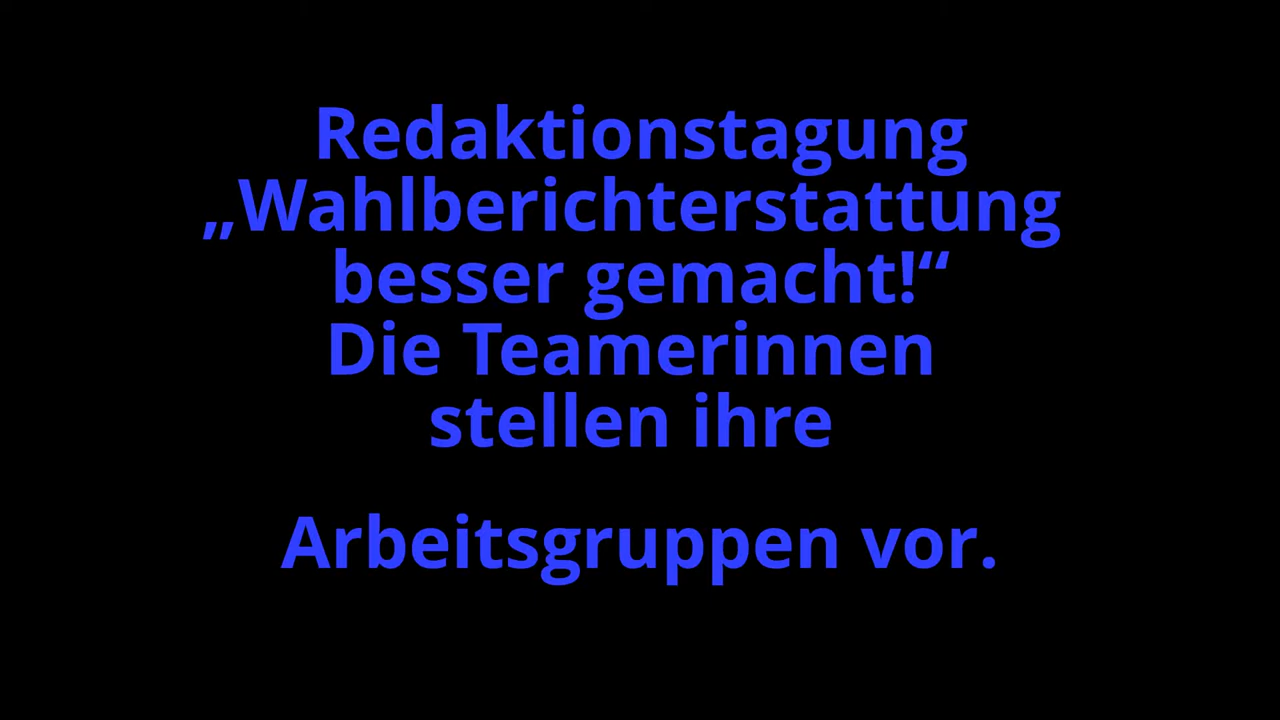 Redaktionstagung
„Wahlberichterstattung
besser gemacht!“
Die Teamerinnen
stellen ihre
Arbeitsgruppen vor.